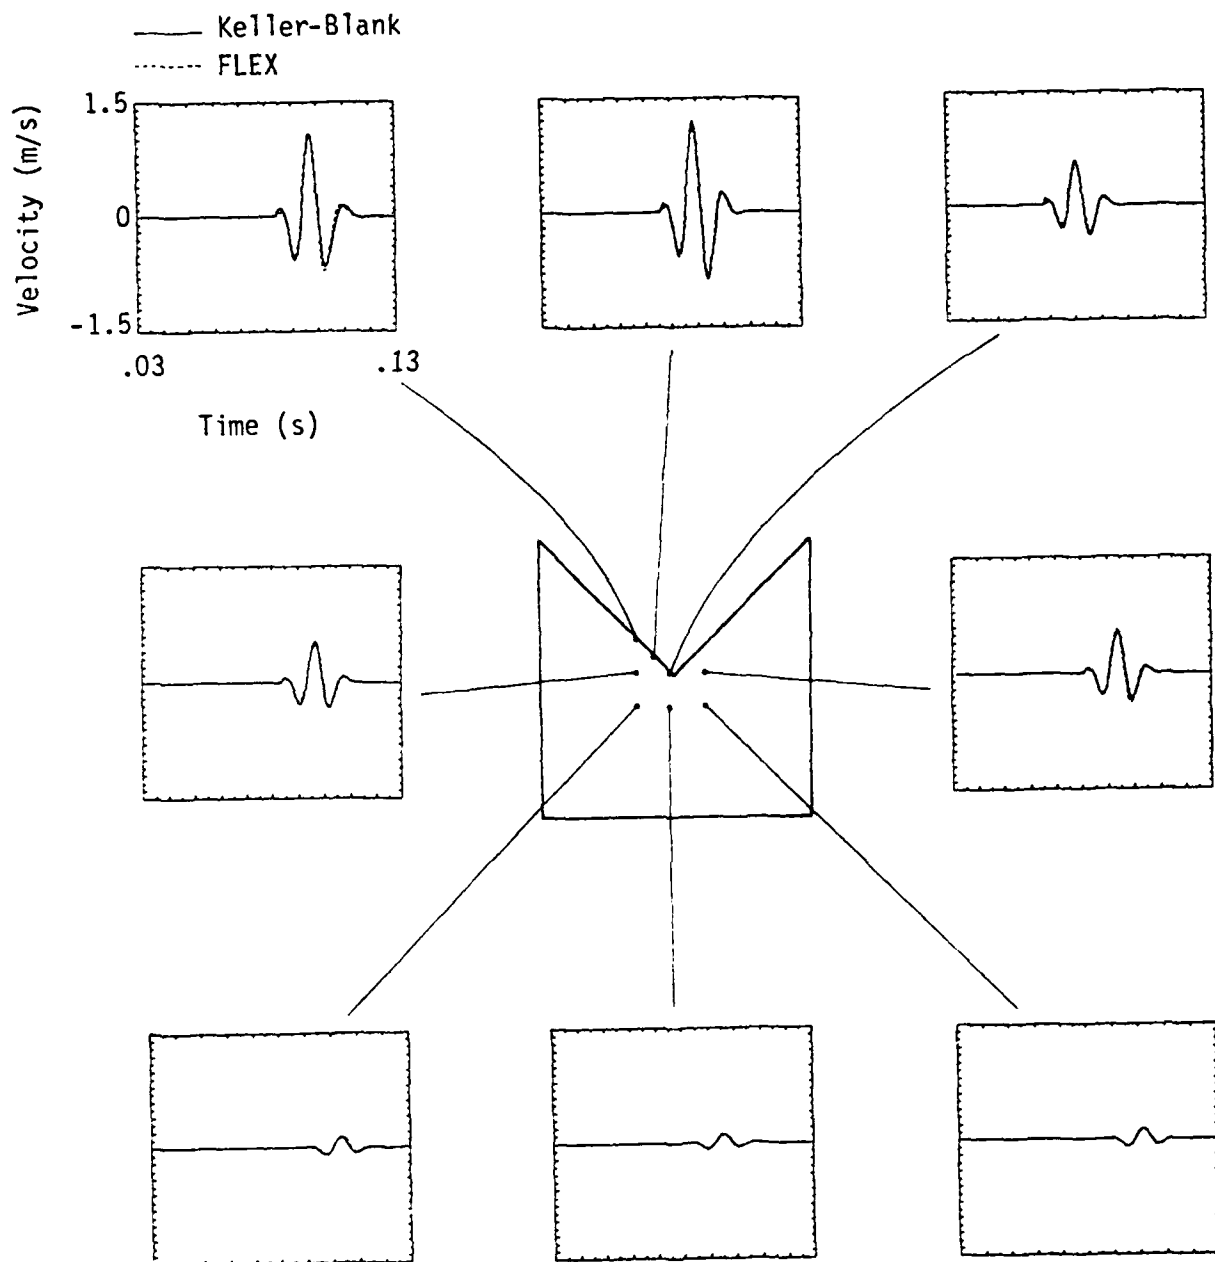 Keller-Blank
FLEX
Velocity (m/s)
1.5
0
-1.5
.03
.13
Time (s)